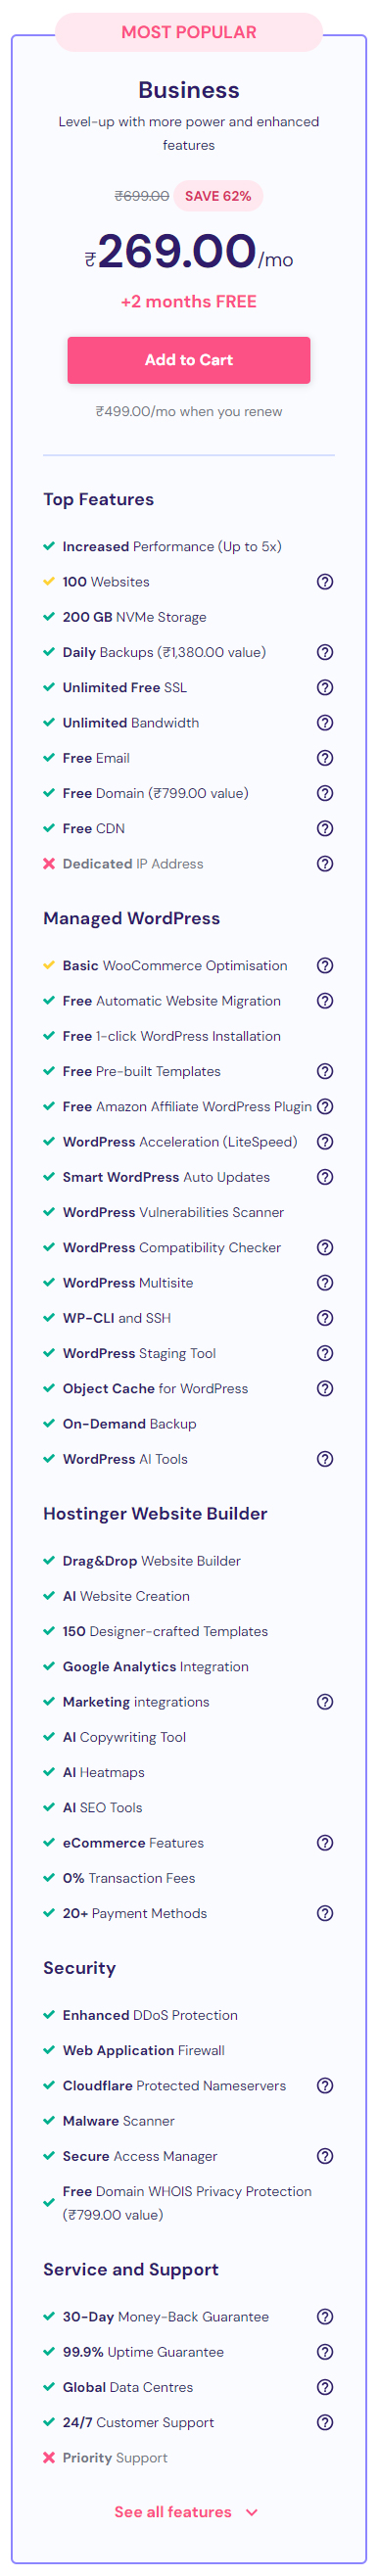 MOST POPULAR
Business
Level-up with more power and enhanced
features
₹699.00 SAVE 62%
₹269.00/mo
+2 months FREE
Add to Cart
₹499.00/mo when you renew
Top Features
Increased Performance (Up to 5x)
100 Websites
200 GB NVMe Storage
Daily Backups (₹1,380.00 value)
Unlimited Free SSL
Unlimited Bandwidth
Free Email
Free Domain (₹799.00 value)
Free CDN
Dedicated IP Address
Managed WordPress
Basic WooCommerce Optimisation
Free Automatic Website Migration
Free 1-click WordPress Installation
Free Pre-built Templates
Free Amazon Affiliate WordPress Plugin
WordPress Acceleration (LiteSpeed)
Smart WordPress Auto Updates
WordPress Vulnerabilities Scanner
WordPress Compatibility Checker
WordPress Multisite
WP-CLI and SSH
WordPress Staging Tool
Object Cache for WordPress
On-Demand Backup
WordPress AI Tools
Hostinger Website Builder
Drag&Drop Website Builder
AI Website Creation
150 Designer-crafted Templates
Google Analytics Integration
Marketing integrations
AI Copywriting Tool
AI Heatmaps
AI SEO Tools
eCommerce Features
0% Transaction Fees
20+ Payment Methods
Security
Enhanced DDoS Protection
Web Application Firewall
Cloudflare Protected Nameservers
Malware Scanner
Secure Access Manager
Free Domain WHOIS Privacy Protection
(₹799.00 value)
Service and Support
30-Day Money-Back Guarantee
99.9% Uptime Guarantee
Global Data Centres
24/7 Customer Support
Priority Support
See all features